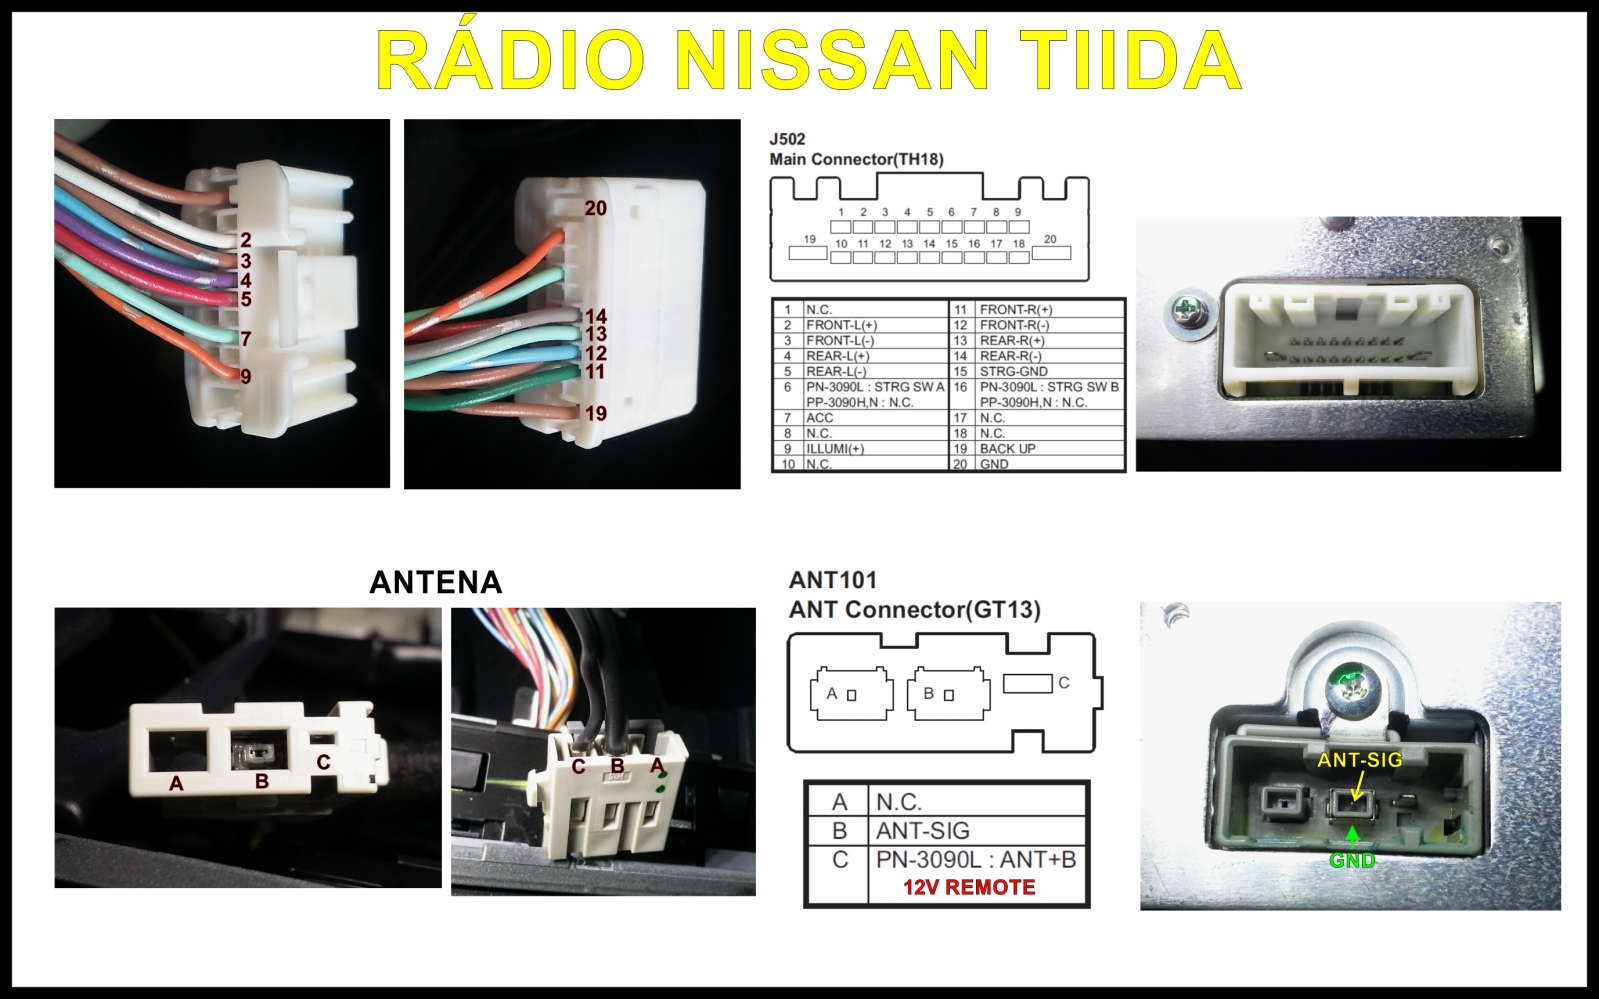 RÁDIO NISSAN TIIDA
2
3
4
5
7
9
20
14
13
12
11
19
J502
Main Connector(TH18)
1 2 3 4 5 6 7 8 9
19 10 11 12 13 14 15 16 17 18 20
1 N.C. 11 FRONT-R(+)
2 FRONT-L(+) 12 FRONT-R(-)
3 FRONT-L(-) 13 REAR-R(+)
4 REAR-L(+) 14 REAR-R(-)
5 REAR-L(-) 15 STRG-GND
6 PN-3090L : STRG SW A 16 PN-3090L : STRG SW B
PP-3090H,N : N.C. PP-3090H,N : N.C.
7 ACC 17 N.C.
8 N.C. 18 N.C.
9 ILLUMI(+) 19 BACK UP
10 N.C. 20 GND
ANTENA
A B C
C B A
ANT101
ANT Connector(GT13)
A B C
A N.C.
B ANT-SIG
C PN-3090L : ANT+B
12V REMOTE
ANT-SIG
GND